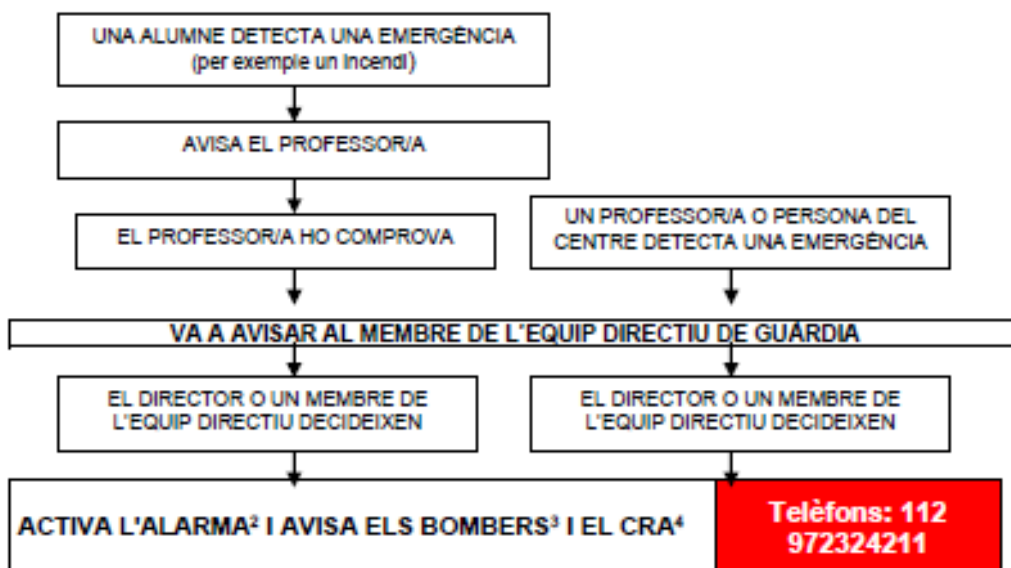 UNA ALUMNE DETECTA UNA EMERGÈNCIA
(per exemple un incendi)
AVISA EL PROFESSOR/A
EL PROFESSOR/A HO COMPROVA
UN PROFESSOR/A O PERSONA DEL
CENTRE DETECTA UNA EMERGÈNCIA
VA A AVISAR AL MEMBRE DE L'EQUIP DIRECTIU DE GUÀRDIA
EL DIRECTOR O UN MEMBRE DE
L'EQUIP DIRECTIU DECIDEIXEN
EL DIRECTOR O UN MEMBRE DE
L'EQUIP DIRECTIU DECIDEIXEN
ACTIVA L'ALARMA² I AVISA ELS BOMBERS³ I EL CRA⁴
Telèfons: 112
972324211